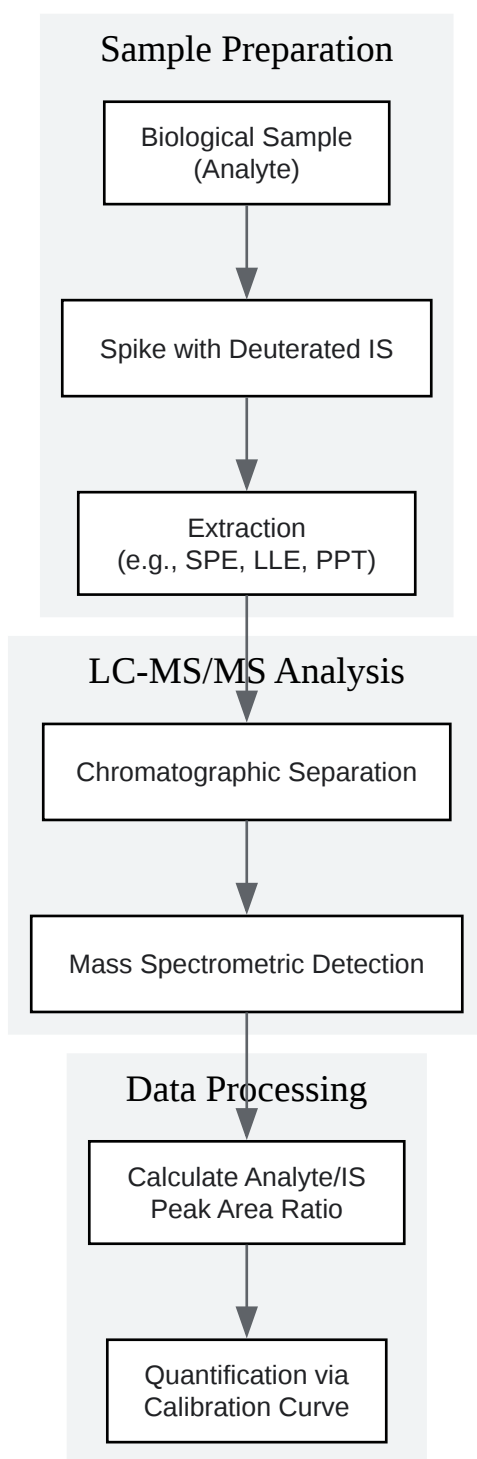 Sample Preparation
Biological Sample
(Analyte)
Spike with Deuterated IS
Extraction
(e.g., SPE, LLE, PPT)
LC-MS/MS Analysis
Chromatographic Separation
Mass Spectrometric Detection
Data Processing
Calculate Analyte/IS
Peak Area Ratio
Quantification via
Calibration Curve